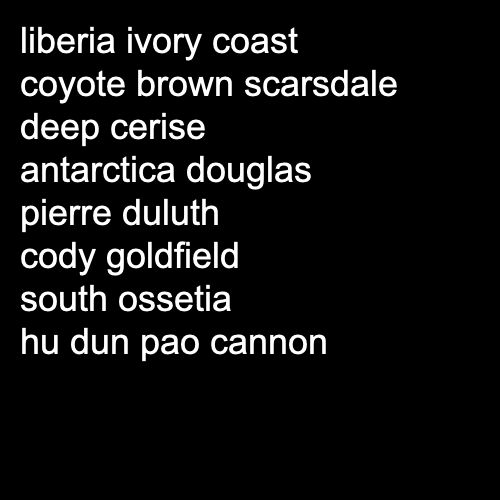 liberia ivory coast
coyote brown scarsdale
deep cerise
antarctica douglas
pierre duluth
cody goldfield
south ossetia
hu dun pao cannon